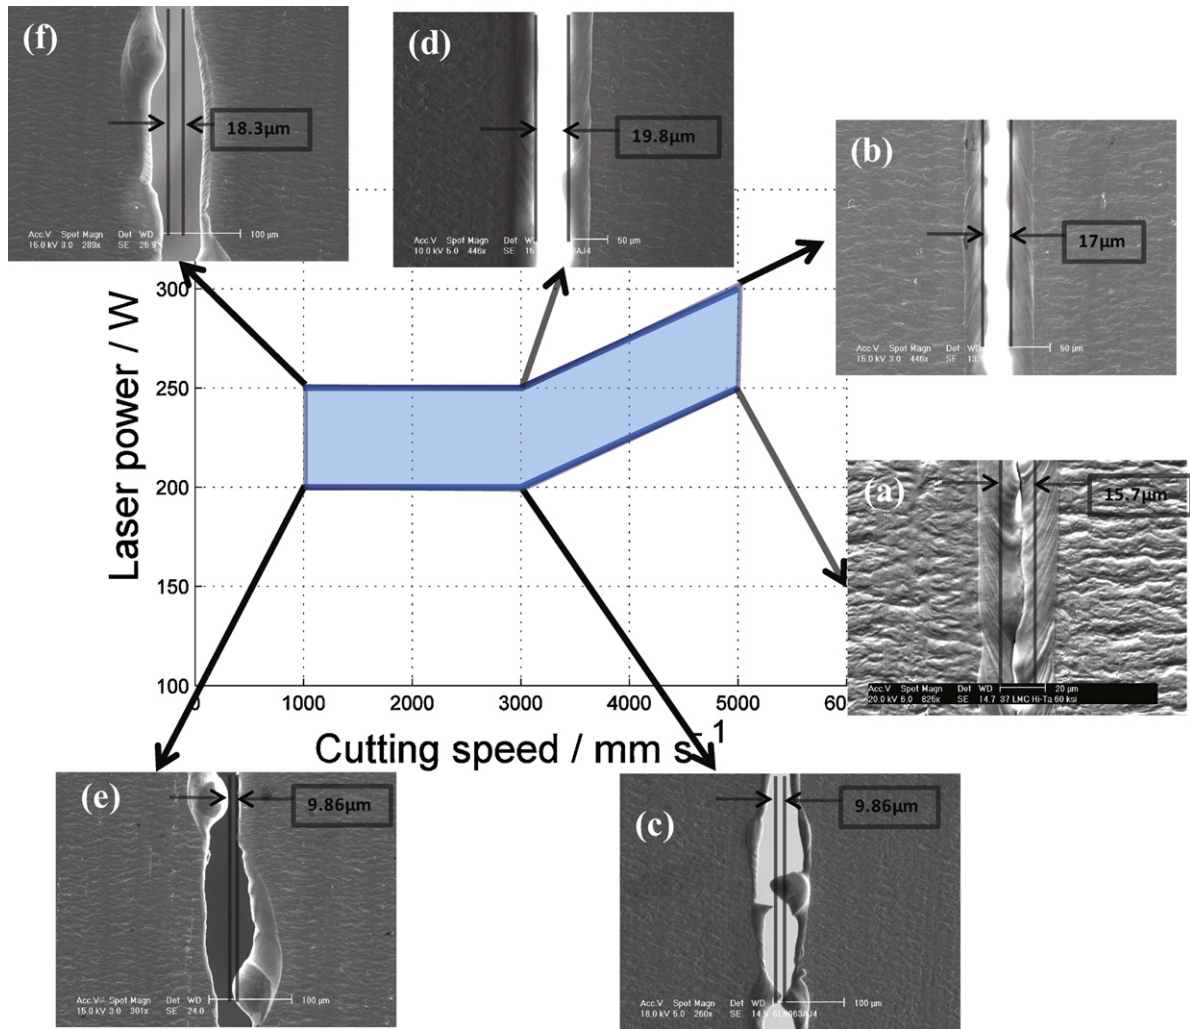 (f)
18.3µm
Acc.V Spot Magn Det WD
15.0 kV 3.0 289x SE 25.9
100 µm
(d)
19.8µm
Acc.V Spot Magn Det
10.0 kV 5.0 446x SE
50 µm
(b)
17µm
Acc.V Spot Magn Det WD
15.0 kV 3.0 446x SE
50 µm
(a)
15.7µm
Acc.V Spot Magn Det WD
20 µm
20.0 kV 6.0 825x SE 14.7 37 LMC Hi-Ta 60 ksi
Laser power / W
300
250
200
150
100
0
1000
2000
3000
4000
5000
Cutting speed / mm s-1
(e)
9.86µm
Acc.V Spot Magn Det WD
15.0 kV 3.0 301x SE 24.0
100 µm
(c)
9.86µm
Acc.V Spot Magn Det WD
18.0 kV 5.0 260x SE
100 µm